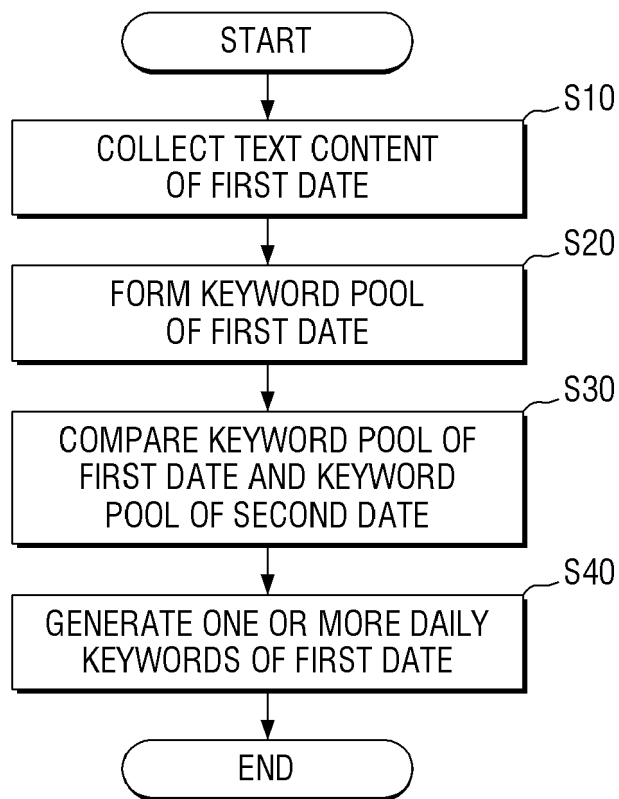 START
S10
COLLECT TEXT CONTENT
OF FIRST DATE
S20
FORM KEYWORD POOL
OF FIRST DATE
S30
COMPARE KEYWORD POOL OF
FIRST DATE AND KEYWORD
POOL OF SECOND DATE
S40
GENERATE ONE OR MORE DAILY
KEYWORDS OF FIRST DATE
END